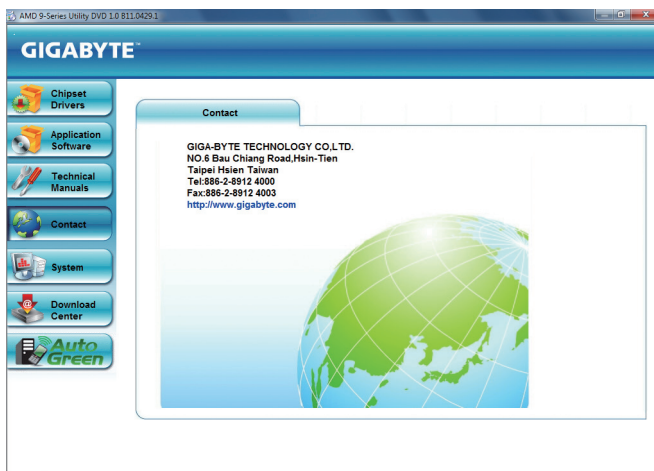 AMD 9-Series Utility DVD 1.0 B11.0429.1
GIGABYTE™
Chipset
Drivers
Application
Software
Technical
Manuals
Contact
System
Download
Center
Auto
Green
Contact
GIGA-BYTE TECHNOLOGY CO,LTD.
NO.6 Bau Chiang Road,Hsin-Tien
Taipei Hsien Taiwan
Tel:886-2-8912 4000
Fax:886-2-8912 4003
http://www.gigabyte.com